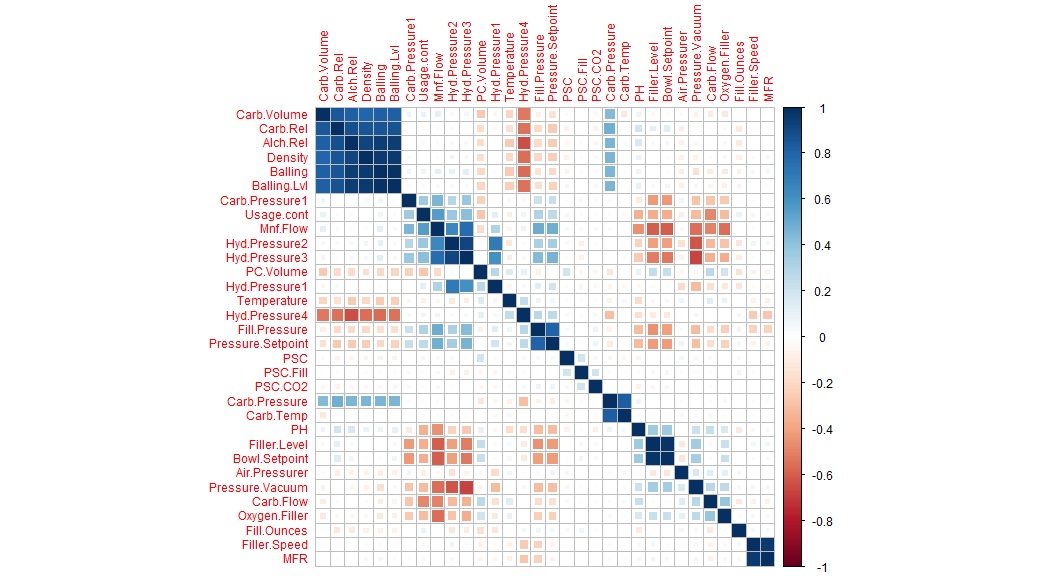 Carb.Volume
Carb.Rel
Alch.Rel
Density
Balling
Balling.Lvl
Carb.Pressure1
Usage.cont
Mnf.Flow
Hyd.Pressure2
Hyd.Pressure3
PC.Volume
Hyd.Pressure1
Temperature
Hyd.Pressure4
Fill.Pressure
Pressure.Setpoint
PSC
PSC.Fill
PSC.CO2
Carb.Pressure
Carb.Temp
PH
Filler.Level
Bowl.Setpoint
Air.Pressurer
Pressure.Vacuum
Carb.Flow
Oxygen.Filler
Fill.Ounces
Filler.Speed
MFR
Carb.Volume
Carb.Rel
Alch.Rel
Density
Balling
Balling.Lvl
Carb.Pressure1
Usage.cont
Mnf.Flow
Hyd.Pressure2
Hyd.Pressure3
PC.Volume
Hyd.Pressure1
Temperature
Hyd.Pressure4
Fill.Pressure
Pressure.Setpoint
PSC
PSC.Fill
PSC.CO2
Carb.Pressure
Carb.Temp
PH
Filler.Level
Bowl.Setpoint
Air.Pressurer
Pressure.Vacuum
Carb.Flow
Oxygen.Filler
Fill.Ounces
Filler.Speed
MFR
1
0.8
0.6
0.4
0.2
0
-0.2
-0.4
-0.6
-0.8
-1